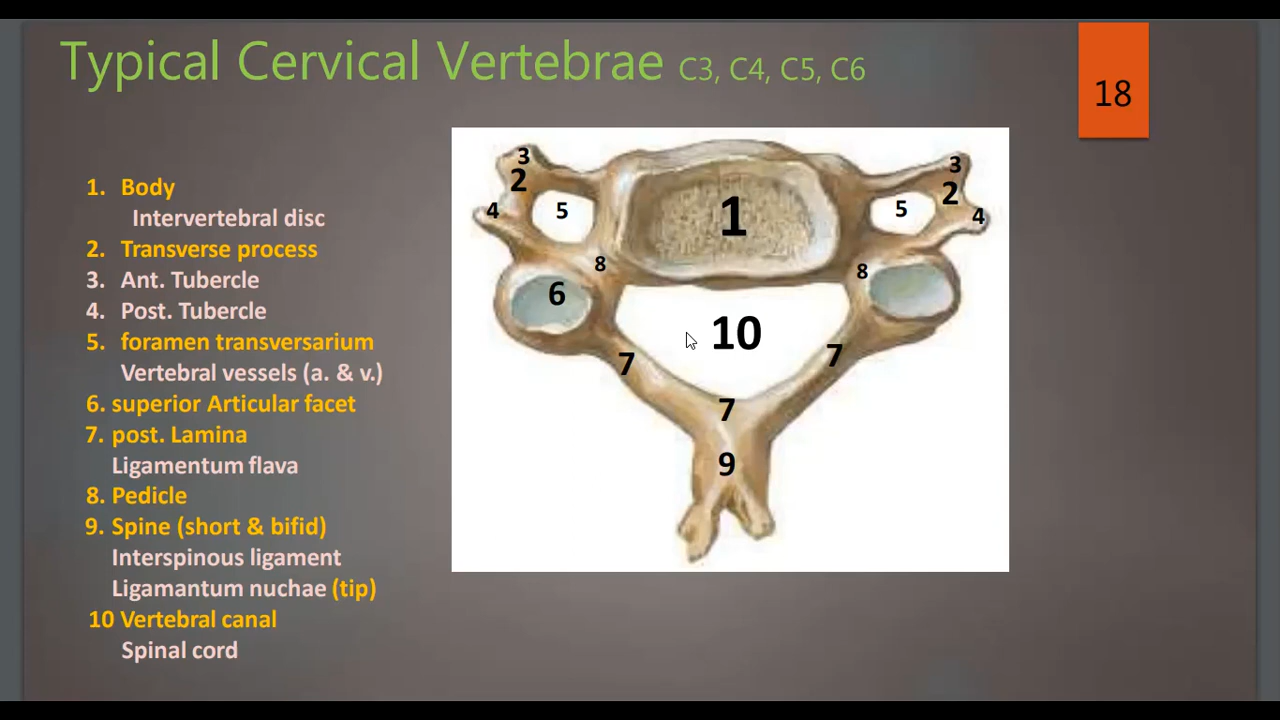 Typical Cervical Vertebrae C3, C4, C5, C6
18
1. Body
Intervertebral disc
2. Transverse process
3. Ant. Tubercle
4. Post. Tubercle
5. foramen transversarium
Vertebral vessels (a. & v.)
6. superior Articular facet
7. post. Lamina
Ligamentum flava
8. Pedicle
9. Spine (short & bifid)
Interspinous ligament
Ligamantum nuchae (tip)
10 Vertebral canal
Spinal cord
3
3
2
1
2
4
5
5
4
8
8
6
10
7
7
7
9